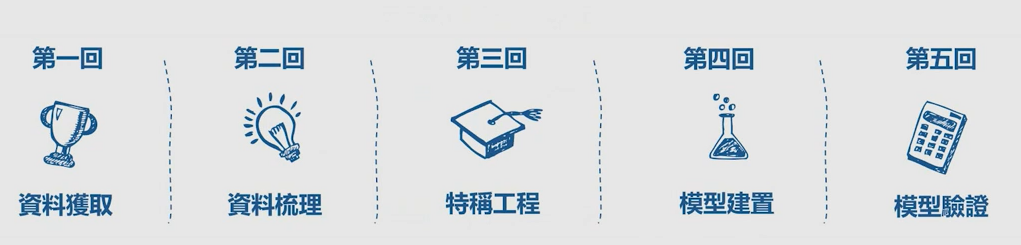 第一回
第二回
第三回
第四回
第五回
資料獲取
資料梳理
特稱工程
模型建置
模型驗證